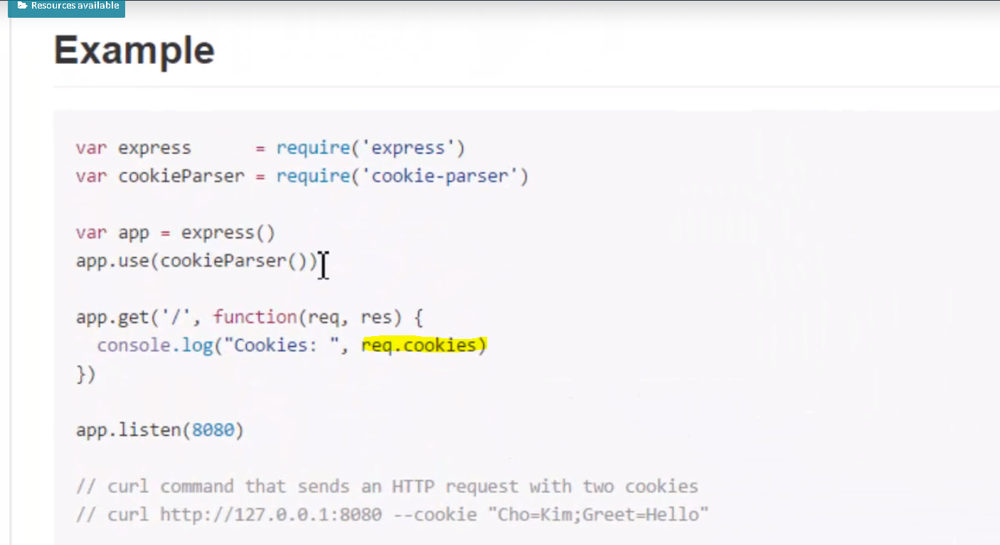 Resources available
Example
var express      = require('express')
var cookieParser = require('cookie-parser')
var app = express()
app.use(cookieParser())
app.get('/', function(req, res) {
  console.log("Cookies: ", req.cookies)
})
app.listen(8080)
// curl command that sends an HTTP request with two cookies
// curl http://127.0.0.1:8080 --cookie "Cho=Kim;Greet=Hello"